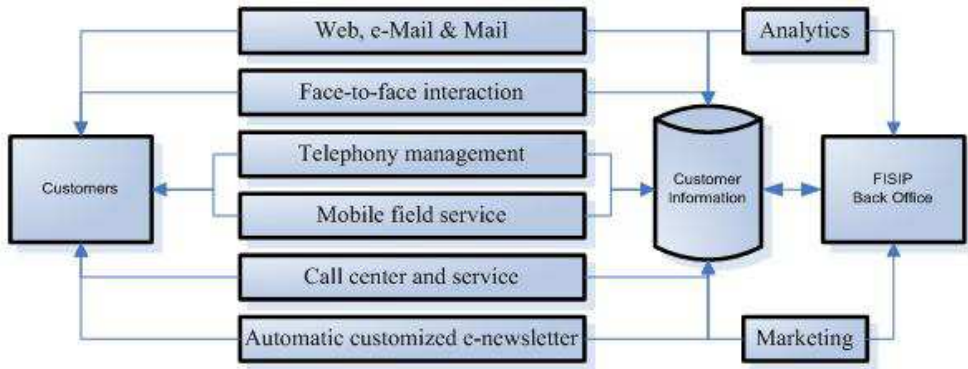 Web, e-Mail & Mail
Analytics
Face-to-face interaction
Telephony management
Customers
Customer
Information
FISIP
Back Office
Mobile field service
Call center and service
Automatic customized e-newsletter
Marketing